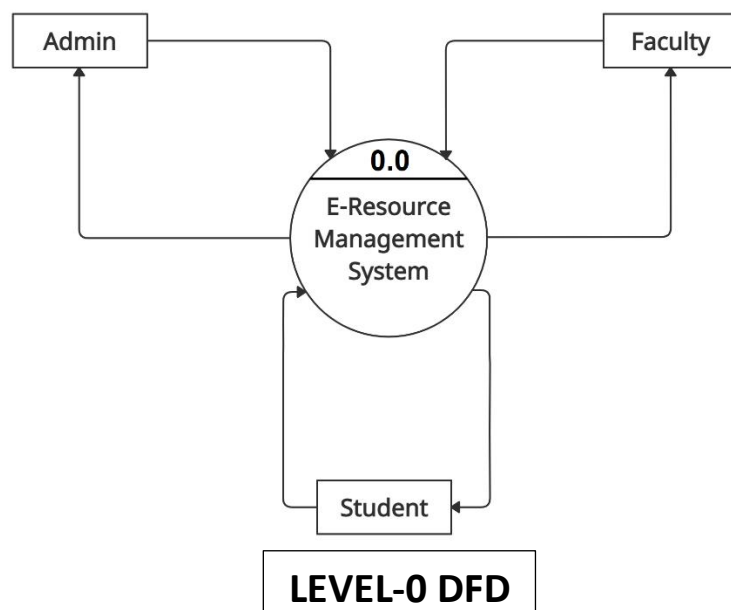 Admin
Faculty
0.0
E-Resource
Management
System
Student
LEVEL-0 DFD